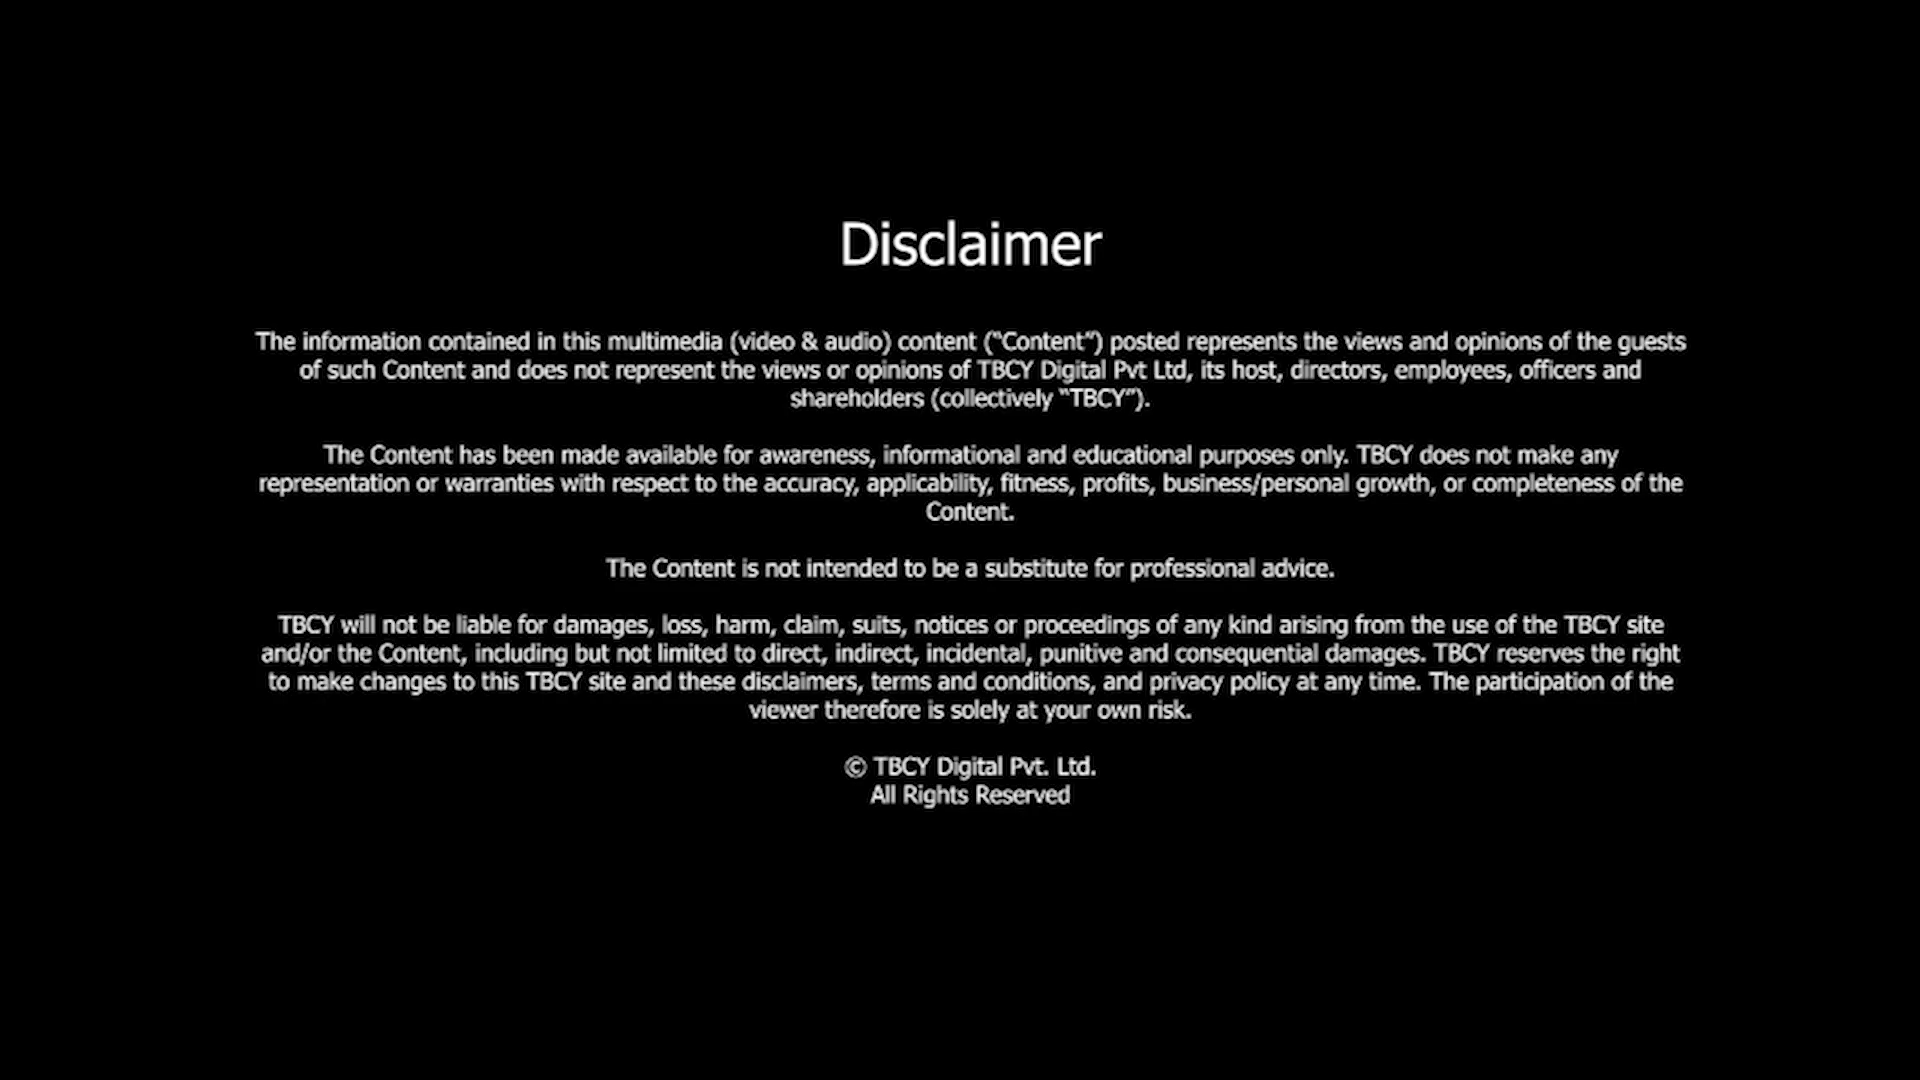 Disclaimer
The information contained in this multimedia (video & audio) content (“Content”) posted represents the views and opinions of the guests
of such Content and does not represent the views or opinions of TBCY Digital Pvt Ltd, its host, directors, employees, officers and
shareholders (collectively “TBCY”).
The Content has been made available for awareness, informational and educational purposes only. TBCY does not make any
representation or warranties with respect to the accuracy, applicability, fitness, profits, business/personal growth, or completeness of the
Content.
The Content is not intended to be a substitute for professional advice.
TBCY will not be liable for damages, loss, harm, claim, suits, notices or proceedings of any kind arising from the use of the TBCY site
and/or the Content, including but not limited to direct, indirect, incidental, punitive and consequential damages. TBCY reserves the right
to make changes to this TBCY site and these disclaimers, terms and conditions, and privacy policy at any time. The participation of the
viewer therefore is solely at your own risk.
© TBCY Digital Pvt. Ltd.
All Rights Reserved